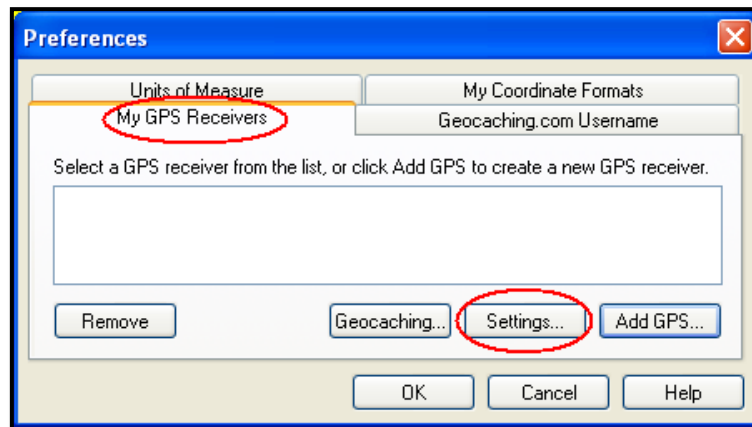 Preferences
Units of Measure
My Coordinate Formats
My GPS Receivers
Geocaching.com Username
Select a GPS receiver from the list, or click Add GPS to create a new GPS receiver.
Remove
Geocaching...
Settings...
Add GPS...
OK
Cancel
Help